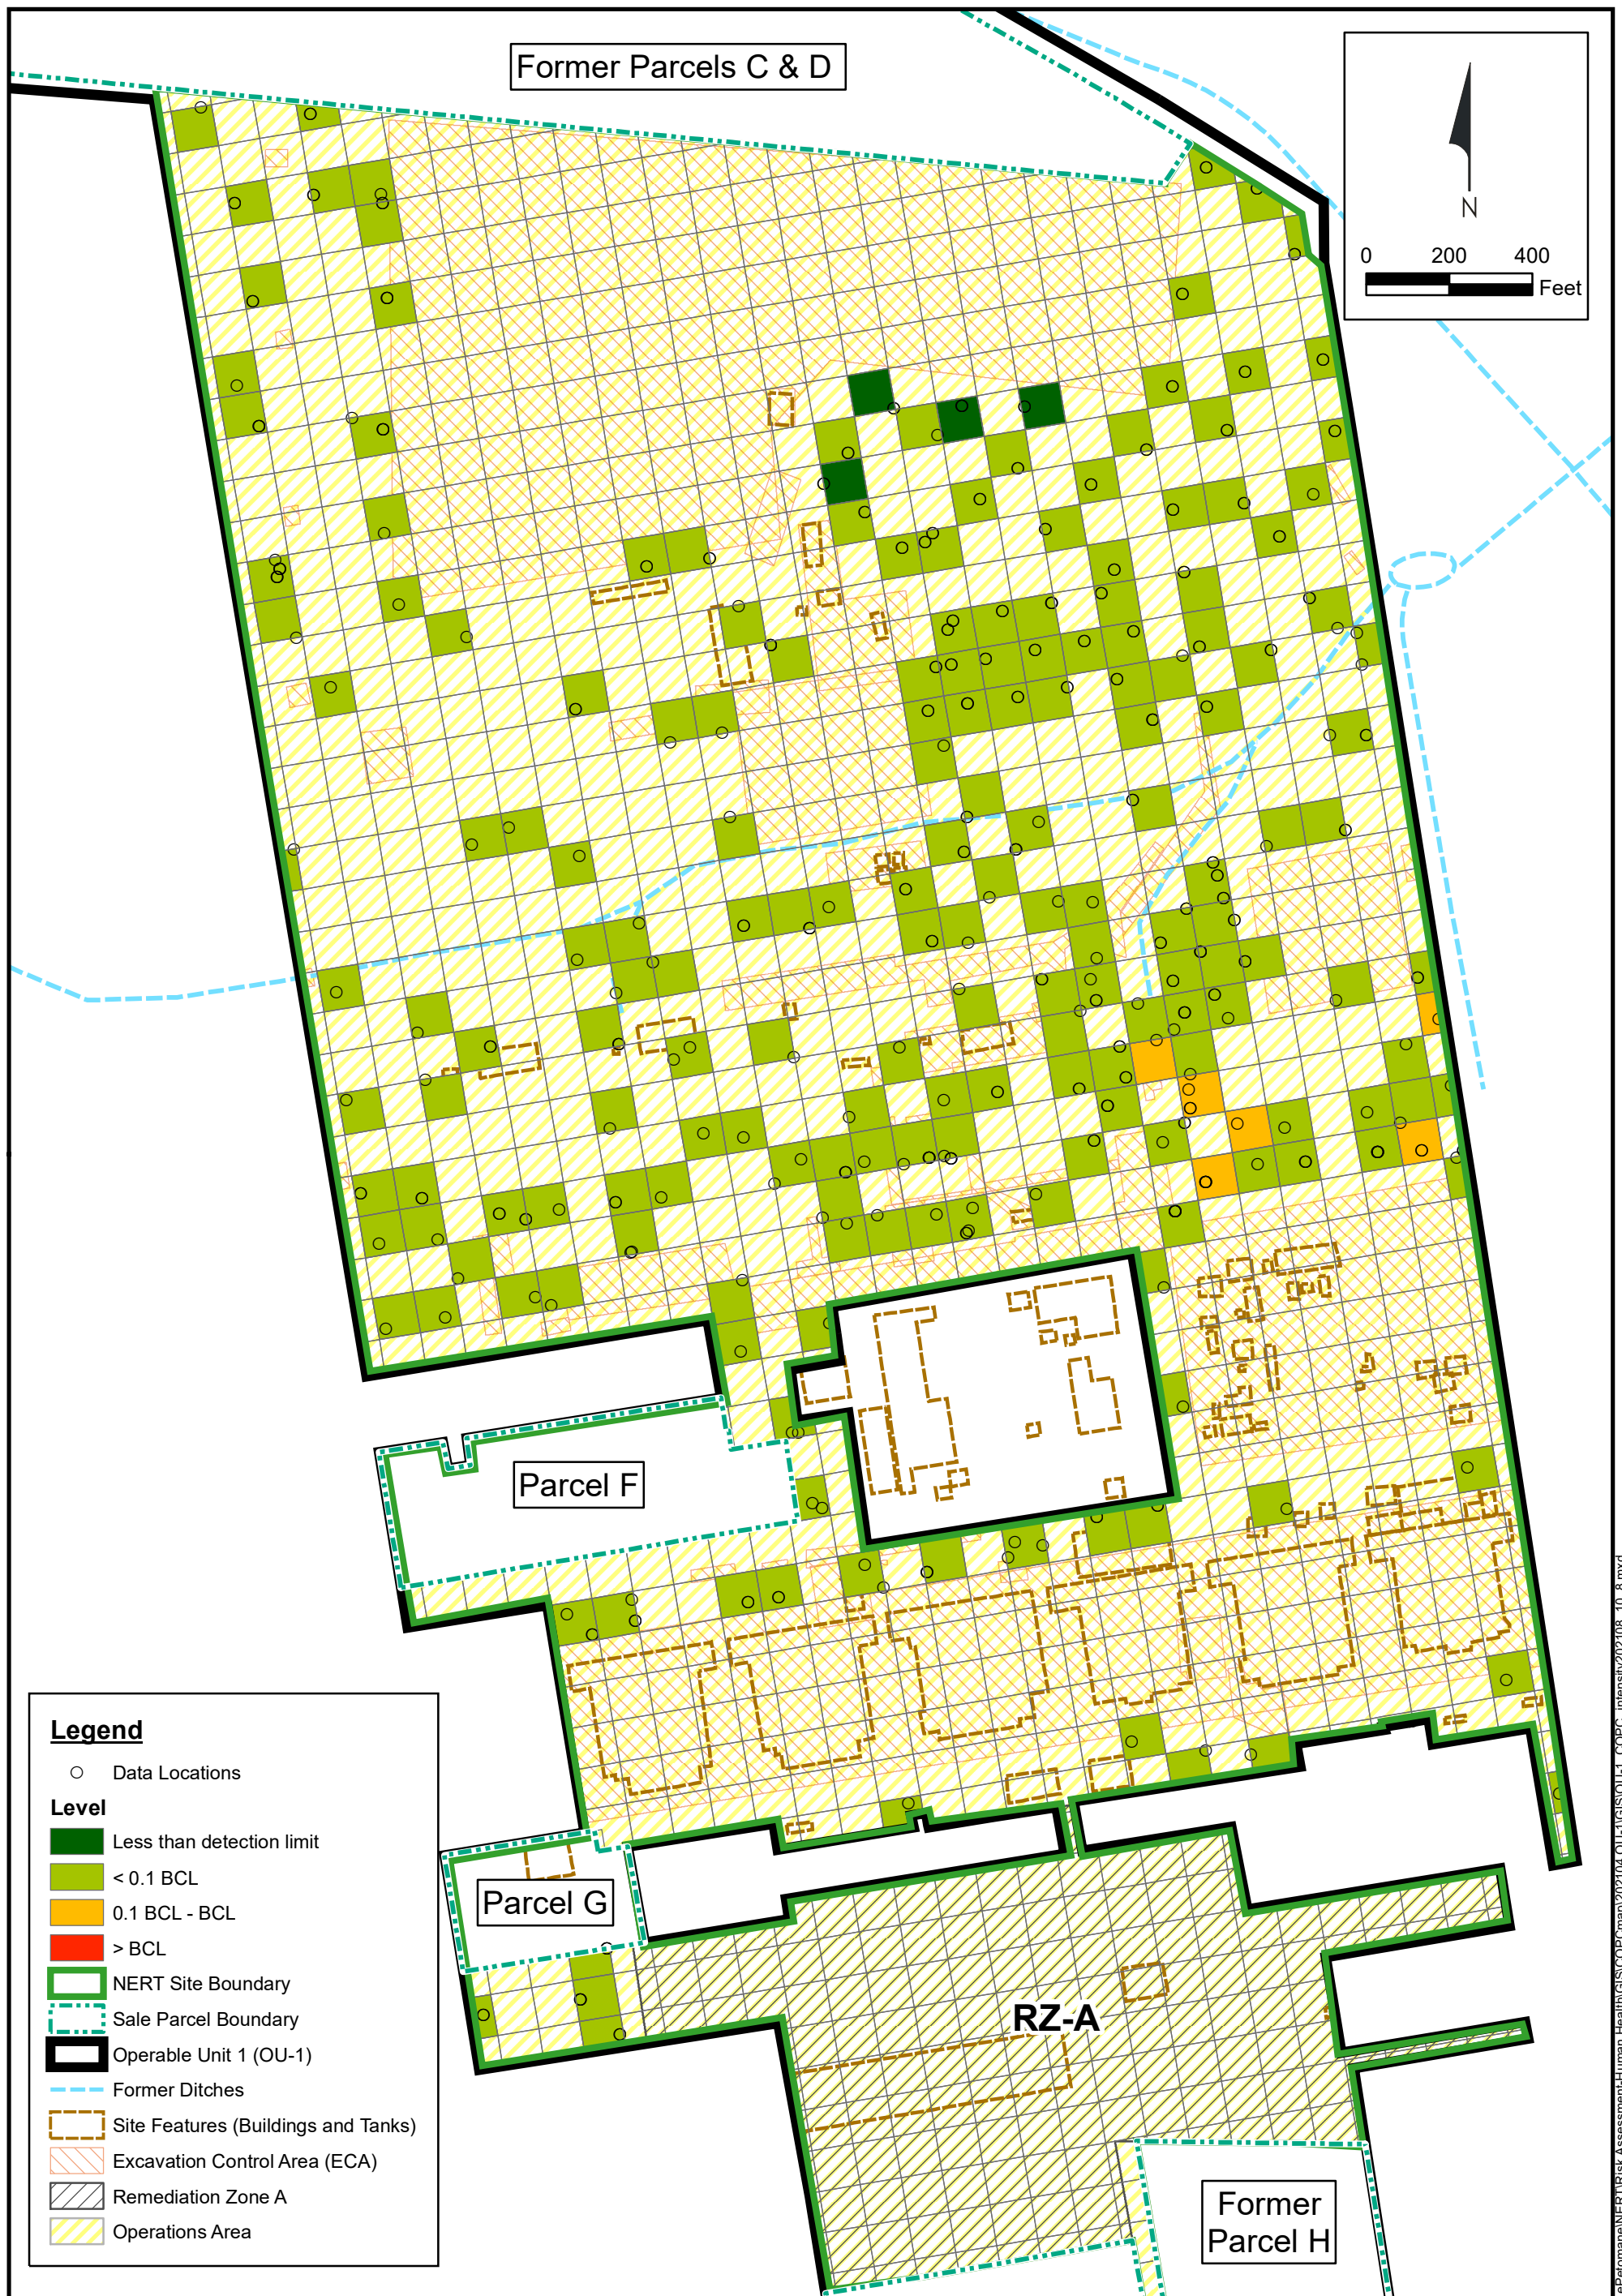 Former Parcels C & D
N
0 200 400
Feet
Parcel F
Parcel G
RZ-A
Former
Parcel H
Legend
Data Locations
Level
Less than detection limit
< 0.1 BCL
0.1 BCL - BCL
> BCL
NERT Site Boundary
Sale Parcel Boundary
Operable Unit 1 (OU-1)
Former Ditches
Site Features (Buildings and Tanks)
Excavation Control Area (ECA)
Remediation Zone A
Operations Area